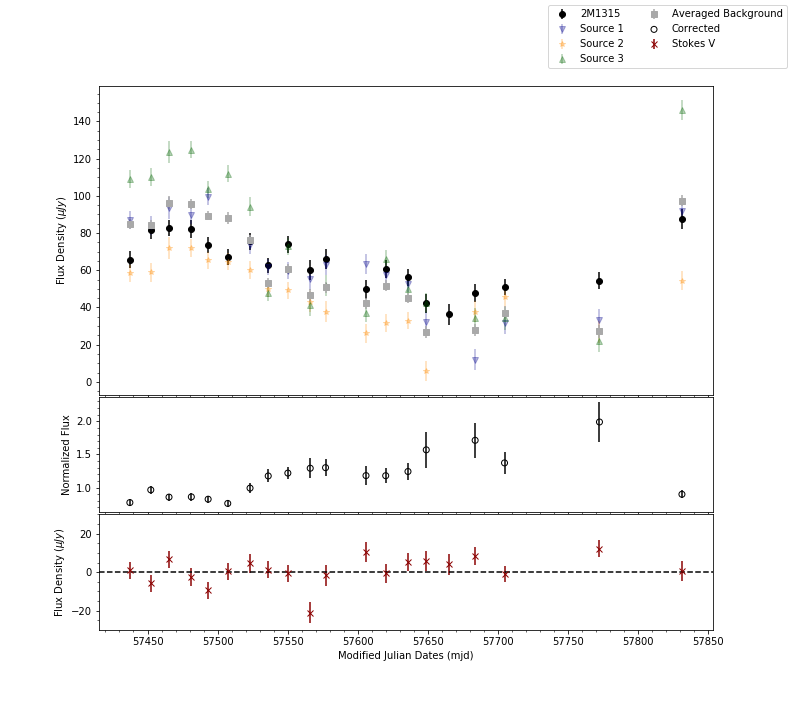 2M1315
Source 1
Source 2
Source 3
Averaged Background
Corrected
Stokes V
Flux Density (μJy)
140
120
100
80
60
40
20
0
Normalized Flux
2.0
1.5
1.0
Flux Density (μJy)
20
0
−20
57450 57500 57550 57600 57650 57700 57750 57800 57850
Modified Julian Dates (mjd)